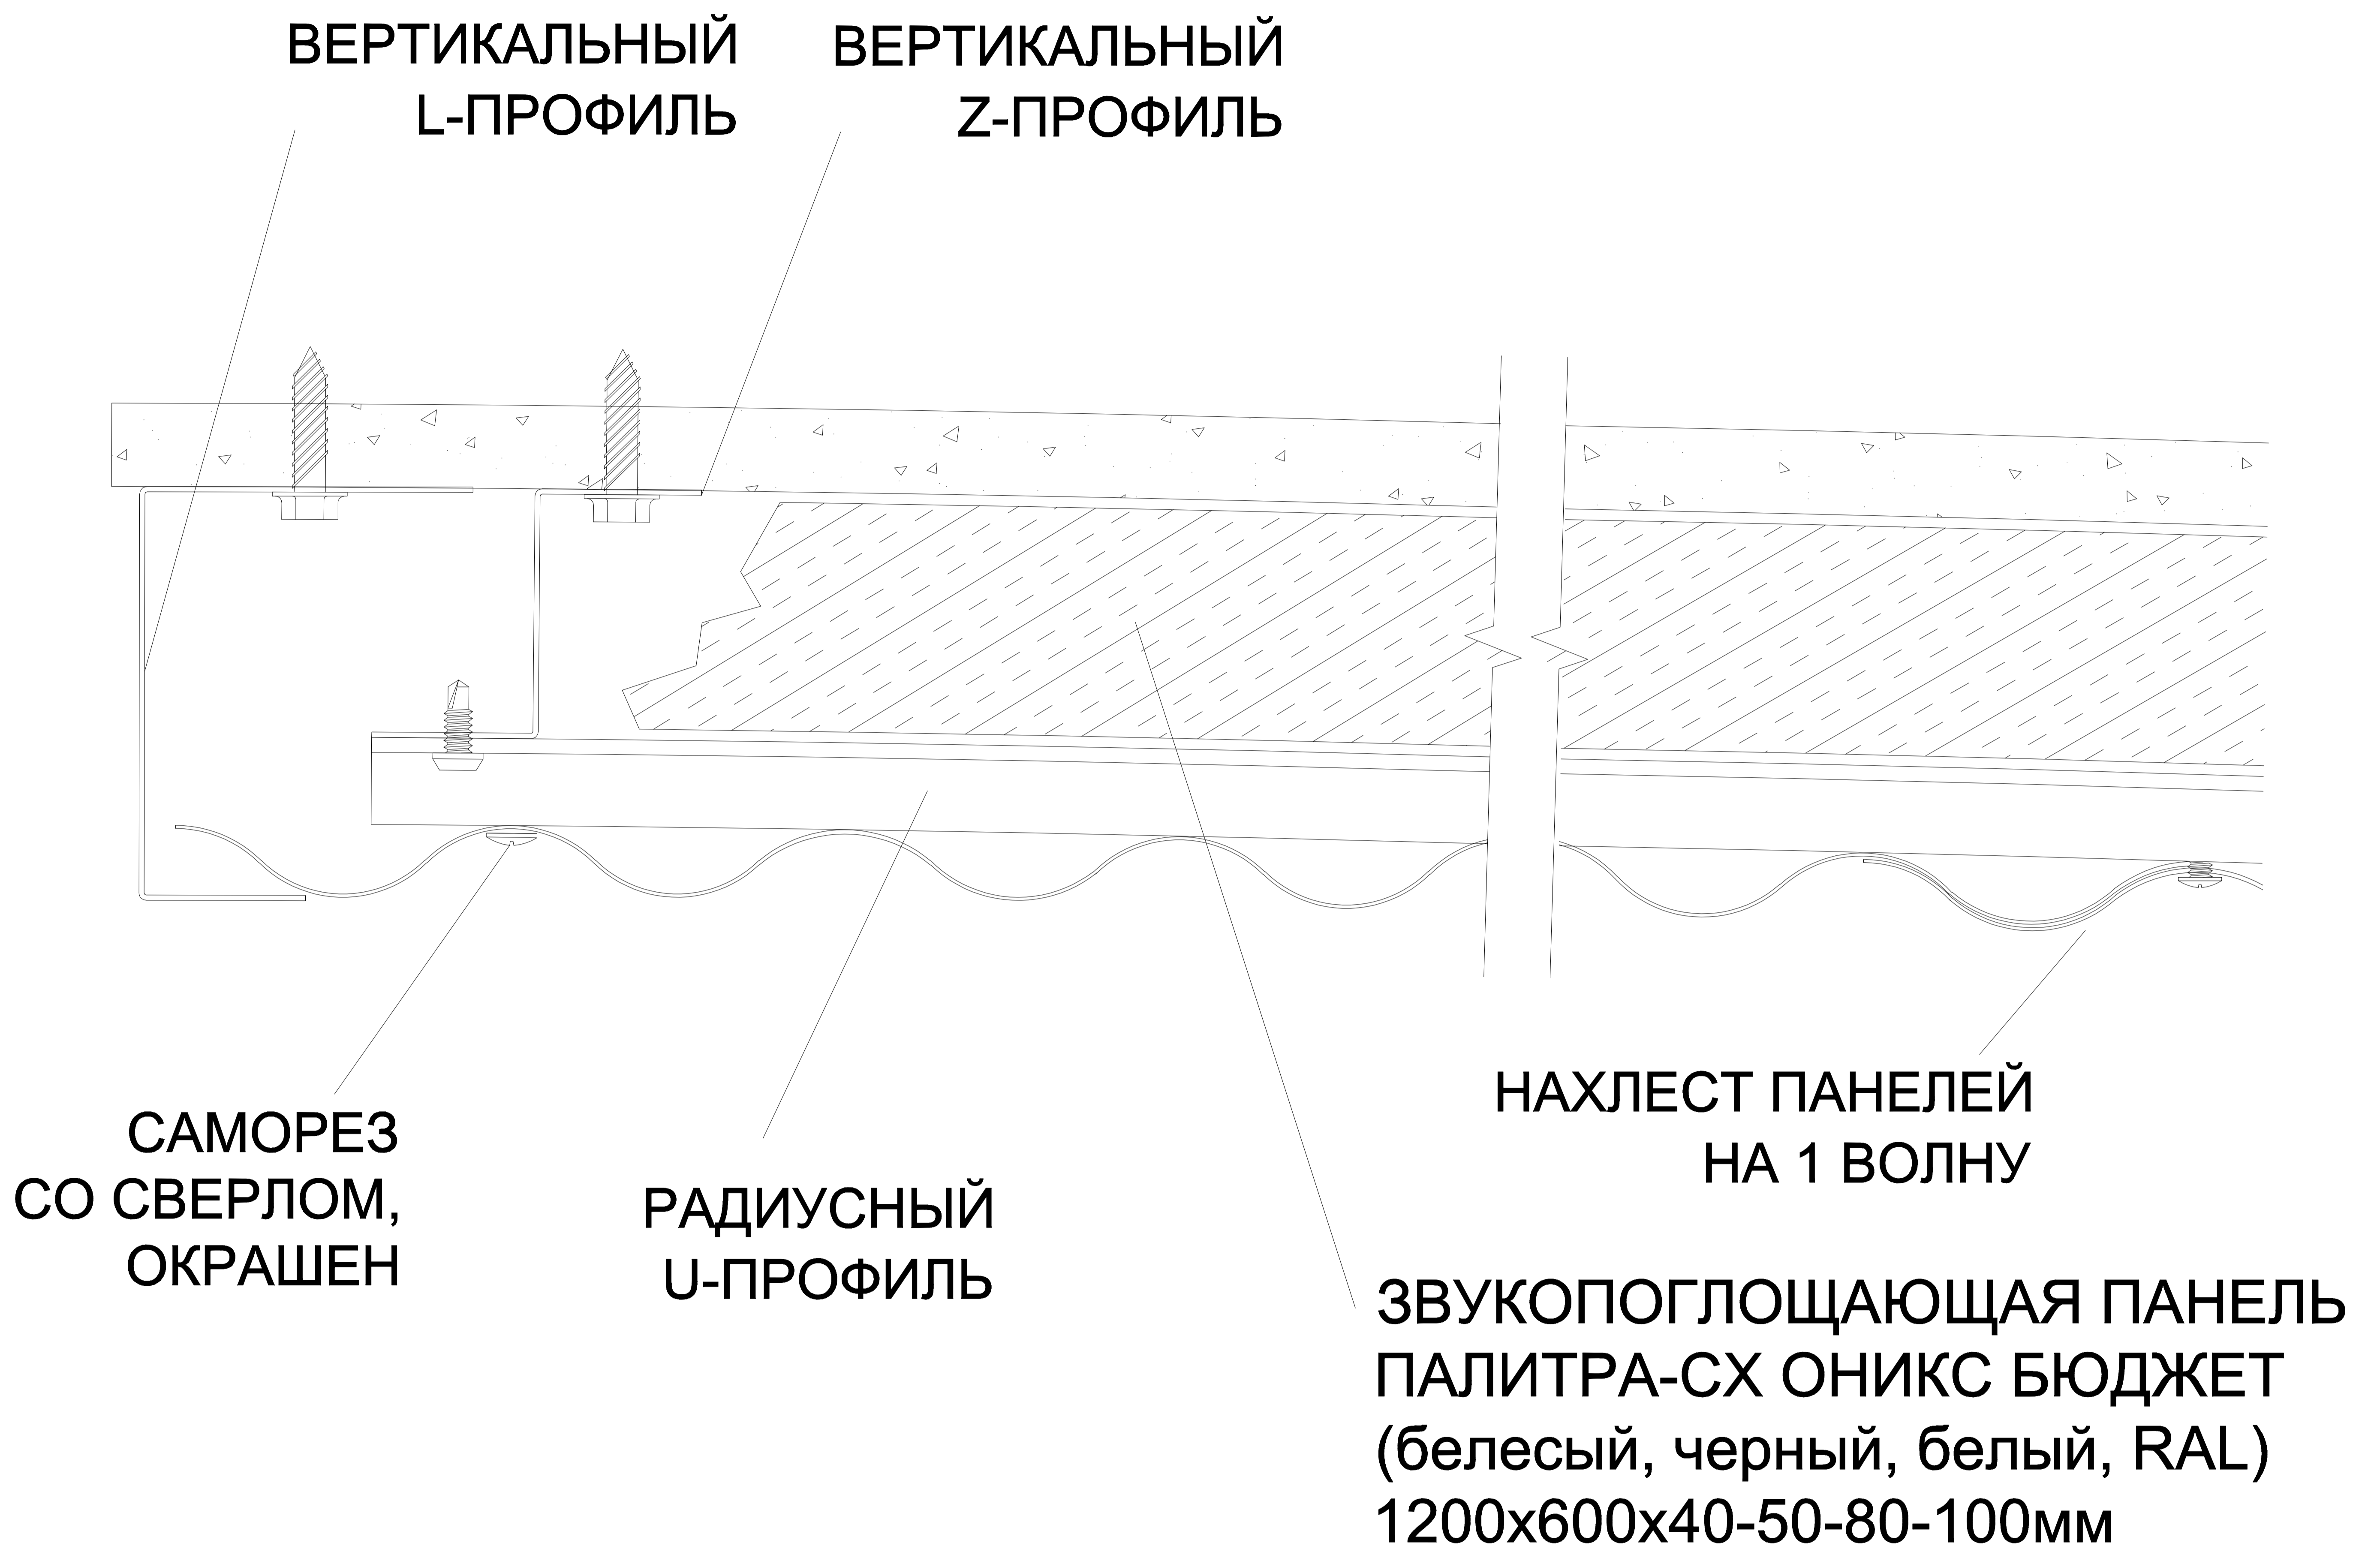 ВЕРТИКАЛЬНЫЙ
L-ПРОФИЛЬ
ВЕРТИКАЛЬНЫЙ
Z-ПРОФИЛЬ
САМОРЕЗ
СО СВЕРЛОМ,
ОКРАШЕН
РАДИУСНЫЙ
U-ПРОФИЛЬ
НАХЛЕСТ ПАНЕЛЕЙ
НА 1 ВОЛНУ
ЗВУКОПОГЛОЩАЮЩАЯ ПАНЕЛЬ
ПАЛИТРА-СХ ОНИКС БЮДЖЕТ
(белесый, черный, белый, RAL)
1200х600х40-50-80-100мм